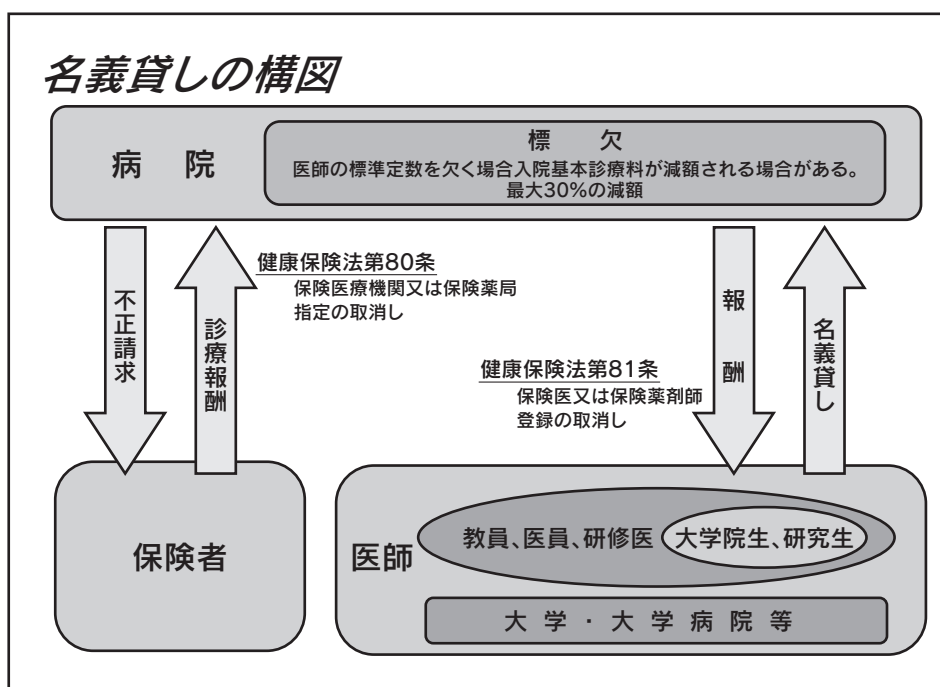 名義貸しの構図
病院
標欠
医師の標準定数を欠く場合入院基本診療料が減額される場合がある。
最大30%の減額
不正請求
診療報酬
健康保険法第80条
保険医療機関又は保険薬局
指定の取消し
健康保険法第81条
保険医又は保険薬剤師
登録の取消し
報酬
名義貸し
保険者
医師
教員、医員、研修医
大学院生、研究生
大学・大学病院等